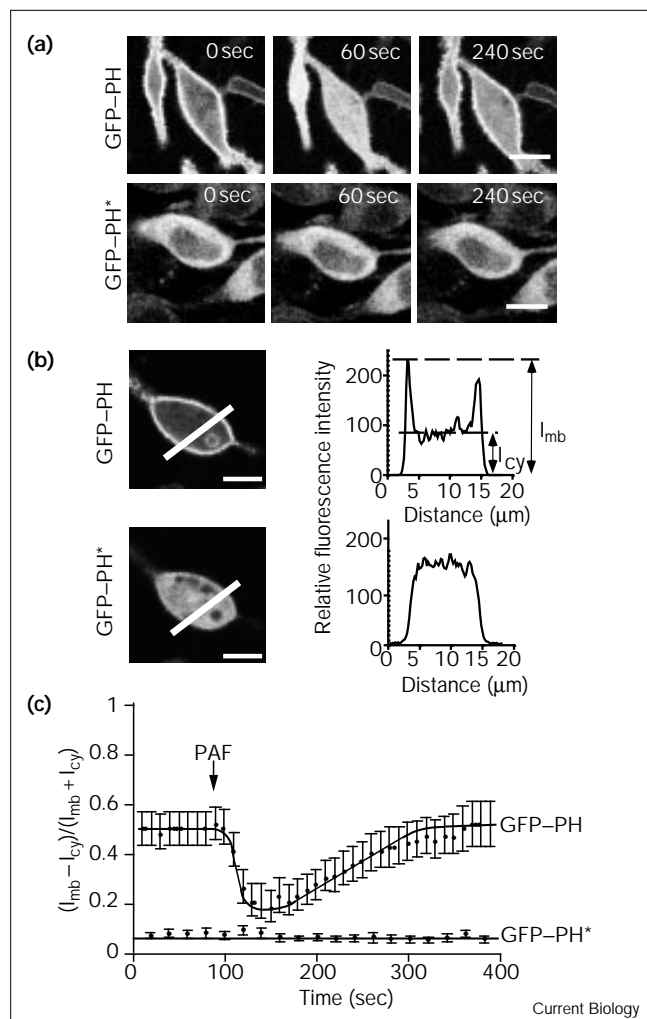 (a)
GFP–PH
0 sec
60 sec
240 sec
GFP–PH*
0 sec
60 sec
240 sec
(b)
GFP–PH
GFP–PH*
Relative fluorescence intensity
200
100
0
0 5 10 15 20
Distance (μm)
Imb
Icy
200
100
0
0 5 10 15 20
Distance (μm)
(c)
(Imb – Icy)/(Imb + Icy)
1
0.8
0.6
0.4
0.2
0
PAF
GFP–PH
GFP–PH*
0 100 200 300 400
Time (sec)
Current Biology